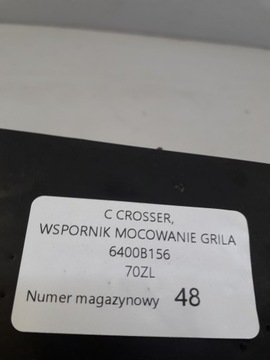 C CROSSER,
WSPORNIK MOCOWANIE GRILA
6400B156
70ZL
Numer magazynowy 48